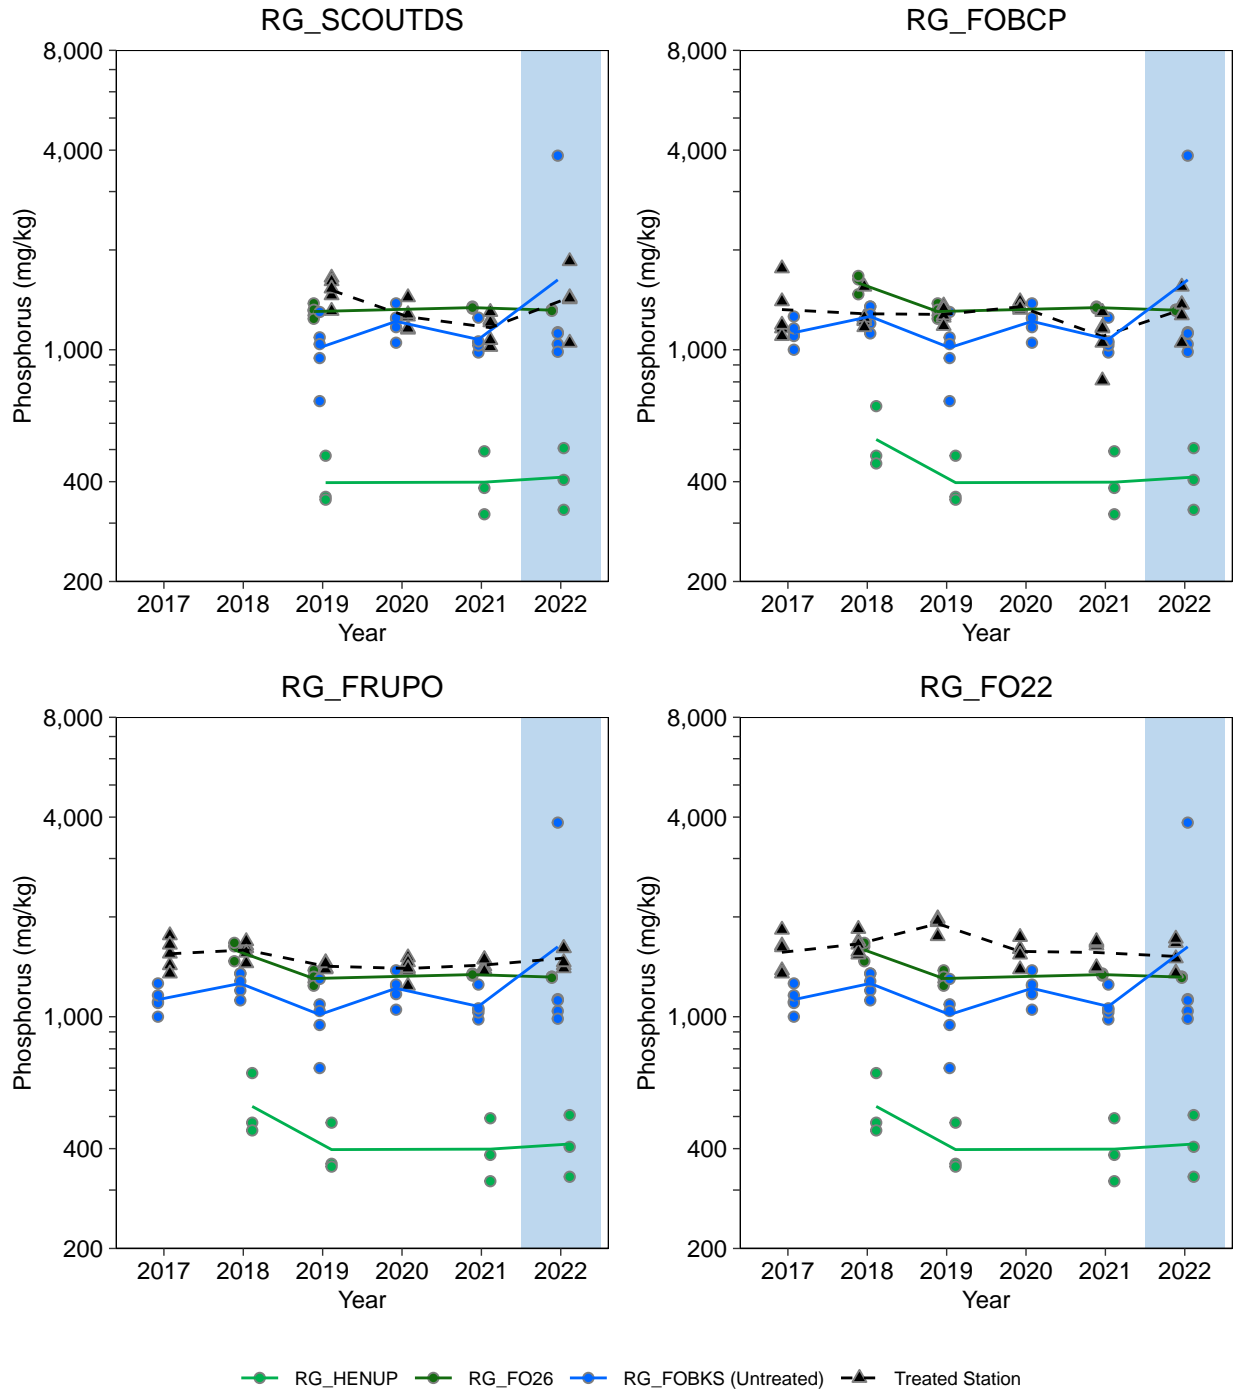 RG_SCOUTDS
RG_FOBCP
8,000
4,000
1,000
400
200
Phosphorus (mg/kg)
2017 2018 2019 2020 2021 2022
Year
8,000
4,000
1,000
400
200
Phosphorus (mg/kg)
2017 2018 2019 2020 2021 2022
Year
RG_FRUPO
RG_FO22
8,000
4,000
1,000
400
200
Phosphorus (mg/kg)
2017 2018 2019 2020 2021 2022
Year
8,000
4,000
1,000
400
200
Phosphorus (mg/kg)
2017 2018 2019 2020 2021 2022
Year
RG_HENUP RG_FO26 RG_FOBKS (Untreated) Treated Station